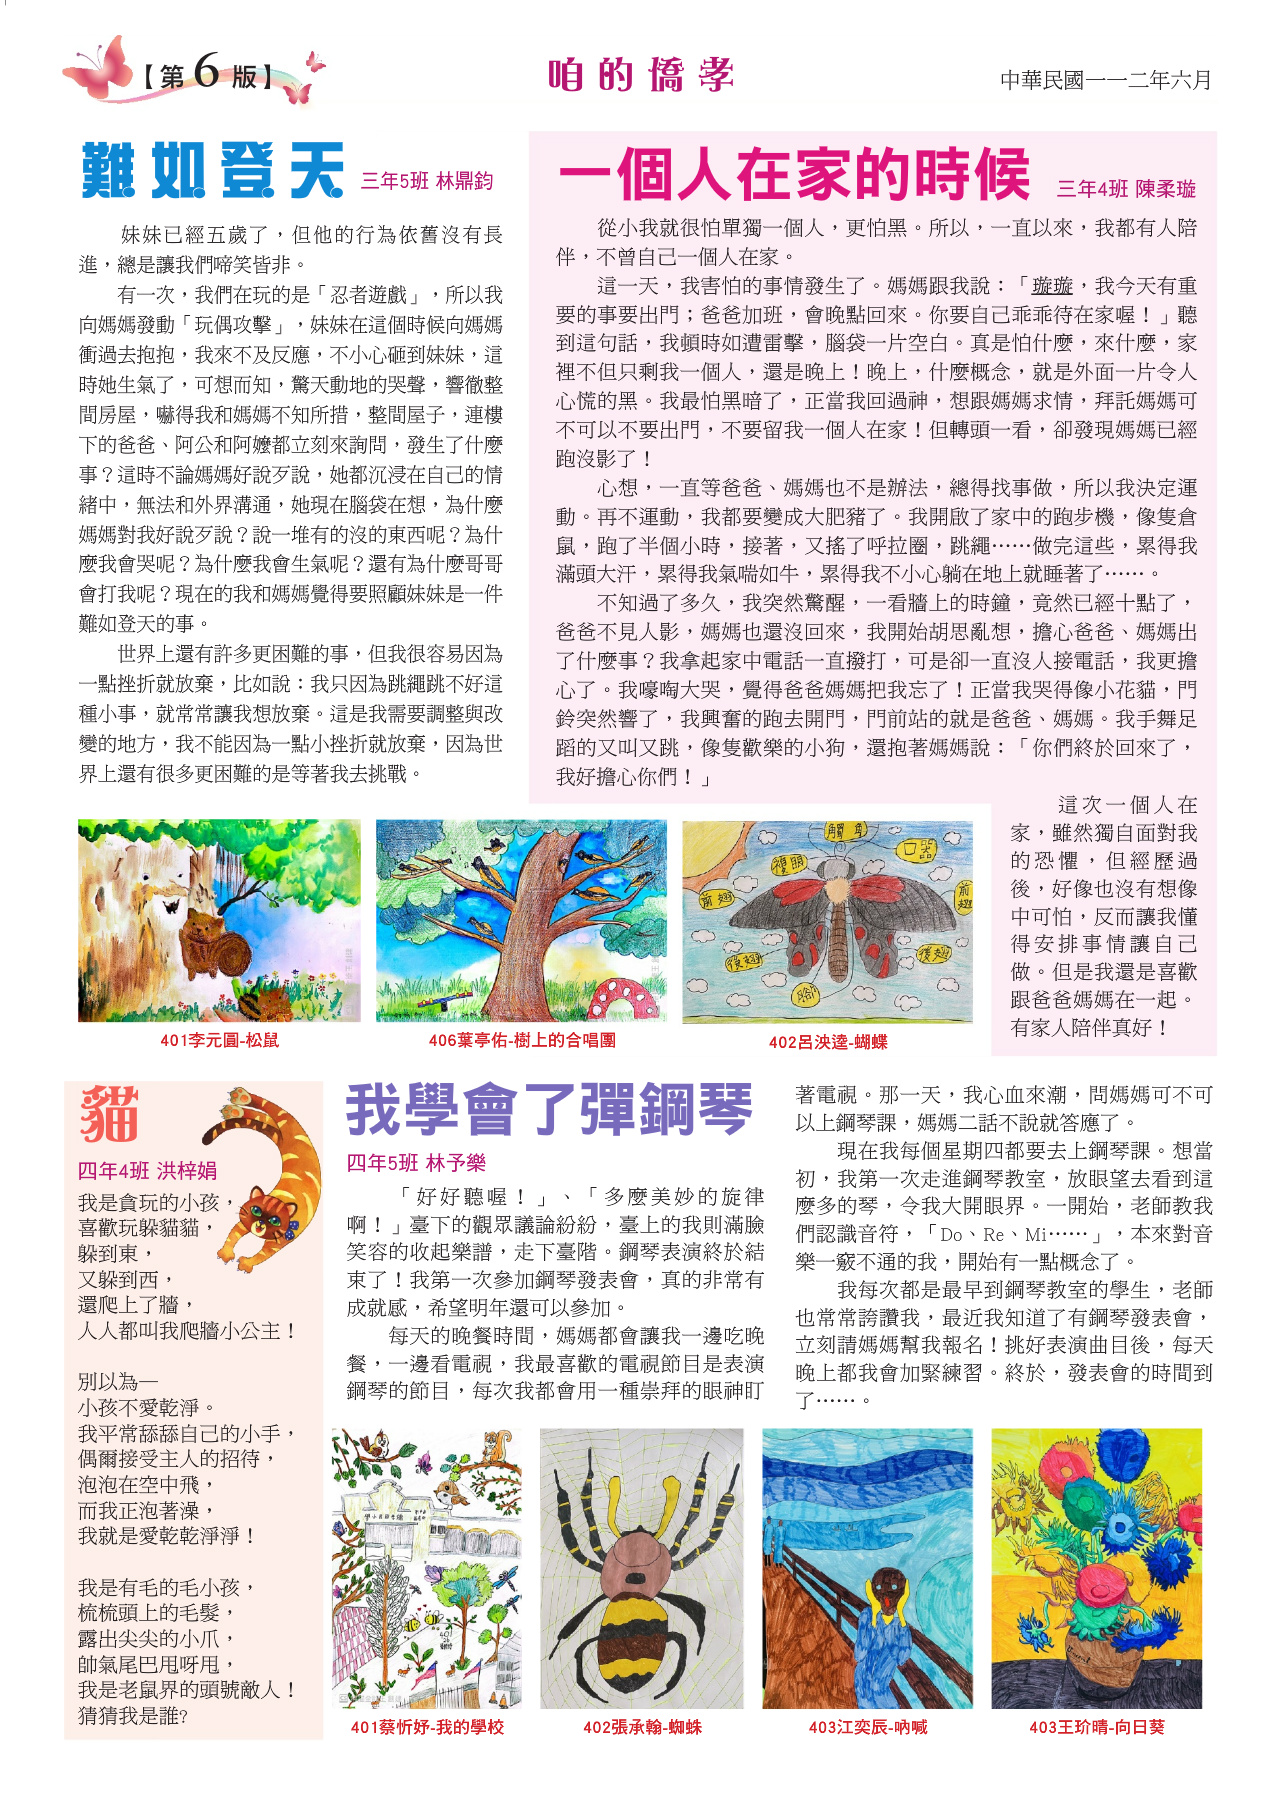 【第6版】
咱的僑孝
中華民國一一二年六月
難如登天 三年5班 林鼎鈞
妹妹已經五歲了，但他的行為依舊沒有長
進，總是讓我們啼笑皆非。
有一次，我們在玩的是「忍者遊戲」，所以我
向媽媽發動「玩偶攻擊」，妹妹在這個時候向媽媽
衝過去抱抱，我來不及反應，不小心砸到妹妹，這
時她生氣了，可想而知，驚天動地的哭聲，響徹整
間房屋，嚇得我和媽媽不知所措，整間屋子，連樓
下的爸爸、阿公和阿嬤都立刻來詢問，發生了什麼
事？這時不論媽媽好說歹說，她都沉浸在自己的情
緒中，無法和外界溝通，她現在腦袋在想，為什麼
媽媽對我好說歹說？說一堆有的沒的東西呢？為什
麼我會哭呢？為什麼我會生氣呢？還有為什麼哥哥
會打我呢？現在的我和媽媽覺得要照顧妹妹是一件
難如登天的事。
世界上還有許多更困難的事，但我很容易因為
一點挫折就放棄，比如說：我只因為跳繩跳不好這
種小事，就常常讓我想放棄。這是我需要調整與改
變的地方，我不能因為一點小挫折就放棄，因為世
界上還有很多更困難的是等著我去挑戰。
一個人在家的時候 三年4班 陳柔璇
從小我就很怕單獨一個人，更怕黑。所以，一直以來，我都有人陪
伴，不曾自己一個人在家。
這一天，我害怕的事情發生了。媽媽跟我說：「璇璇，我今天有重
要的事要出門；爸爸加班，會晚點回來。你要自己乖乖待在家喔！」聽
到這句話，我頓時如遭雷擊，腦袋一片空白。真是怕什麼，來什麼，家
裡不但只剩我一個人，還是晚上！晚上，什麼概念，就是外面一片令人
心慌的黑。我最怕黑暗了，正當我回過神，想跟媽媽求情，拜託媽媽可
不可以不要出門，不要留我一個人在家！但轉頭一看，卻發現媽媽已經
跑沒影了！
心想，一直等爸爸、媽媽也不是辦法，總得找事做，所以我決定運
動。再不運動，我都要變成大肥豬了。我開啟了家中的跑步機，像隻倉
鼠，跑了半個小時，接著，又搖了呼拉圈，跳繩……做完這些，累得我
滿頭大汗，累得我氣喘如牛，累得我不小心躺在地上就睡著了……。
不知過了多久，我突然驚醒，一看牆上的時鐘，竟然已經十點了，
爸爸不見人影，媽媽也還沒回來，我開始胡思亂想，擔心爸爸、媽媽出
了什麼事？我拿起家中電話一直撥打，可是卻一直沒人接電話，我更擔
心了。我嚎啕大哭，覺得爸爸媽媽把我忘了！正當我哭得像小花貓，門
鈴突然響了，我興奮的跑去開門，門前站的就是爸爸、媽媽。我手舞足
蹈的又叫又跳，像隻歡樂的小狗，還抱著媽媽說：「你們終於回來了，
我好擔心你們！」
這次一個人在
家，雖然獨自面對我
的恐懼，但經歷過
後，好像也沒有想像
中可怕，反而讓我懂
得安排事情讓自己
做。但是我還是喜歡
跟爸爸媽媽在一起。
有家人陪伴真好！
觸角
口器
複眼
前翅
前翅
後翅
後翅
腳
401李元圓-松鼠
406葉亭佑-樹上的合唱團
402呂泱逵-蝴蝶
貓
四年4班 洪梓娟
我是貪玩的小孩，
喜歡玩躲貓貓，
躲到東，
又躲到西，
還爬上了牆，
人人都叫我爬牆小公主！
別以為—
小孩不愛乾淨。
我平常舔舔自己的小手，
偶爾接受主人的招待，
泡泡在空中飛，
而我正泡著澡，
我就是愛乾乾淨淨！
我是有毛的毛小孩，
梳梳頭上的毛髮，
露出尖尖的小爪，
帥氣尾巴甩呀甩，
我是老鼠界的頭號敵人！
猜猜我是誰?
我學會了彈鋼琴
四年5班 林予樂
「好好聽喔！」、「多麼美妙的旋律
啊！」臺下的觀眾議論紛紛，臺上的我則滿臉
笑容的收起樂譜，走下臺階。鋼琴表演終於結
束了！我第一次參加鋼琴發表會，真的非常有
成就感，希望明年還可以參加。
每天的晚餐時間，媽媽都會讓我一邊吃晚
餐，一邊看電視，我最喜歡的電視節目是表演
鋼琴的節目，每次我都會用一種崇拜的眼神盯
著電視。那一天，我心血來潮，問媽媽可不可
以上鋼琴課，媽媽二話不說就答應了。
現在我每個星期四都要去上鋼琴課。想當
初，我第一次走進鋼琴教室，放眼望去看到這
麼多的琴，令我大開眼界。一開始，老師教我
們認識音符，「Do、Re、Mi……」，本來對音
樂一竅不通的我，開始有一點概念了。
我每次都是最早到鋼琴教室的學生，老師
也常常誇讚我，最近我知道了有鋼琴發表會，
立刻請媽媽幫我報名！挑好表演曲目後，每天
晚上都我會加緊練習。終於，發表會的時間到
了……。
401蔡忻妤-我的學校
402張承翰-蜘蛛
403江奕辰-吶喊
403王玠晴-向日葵